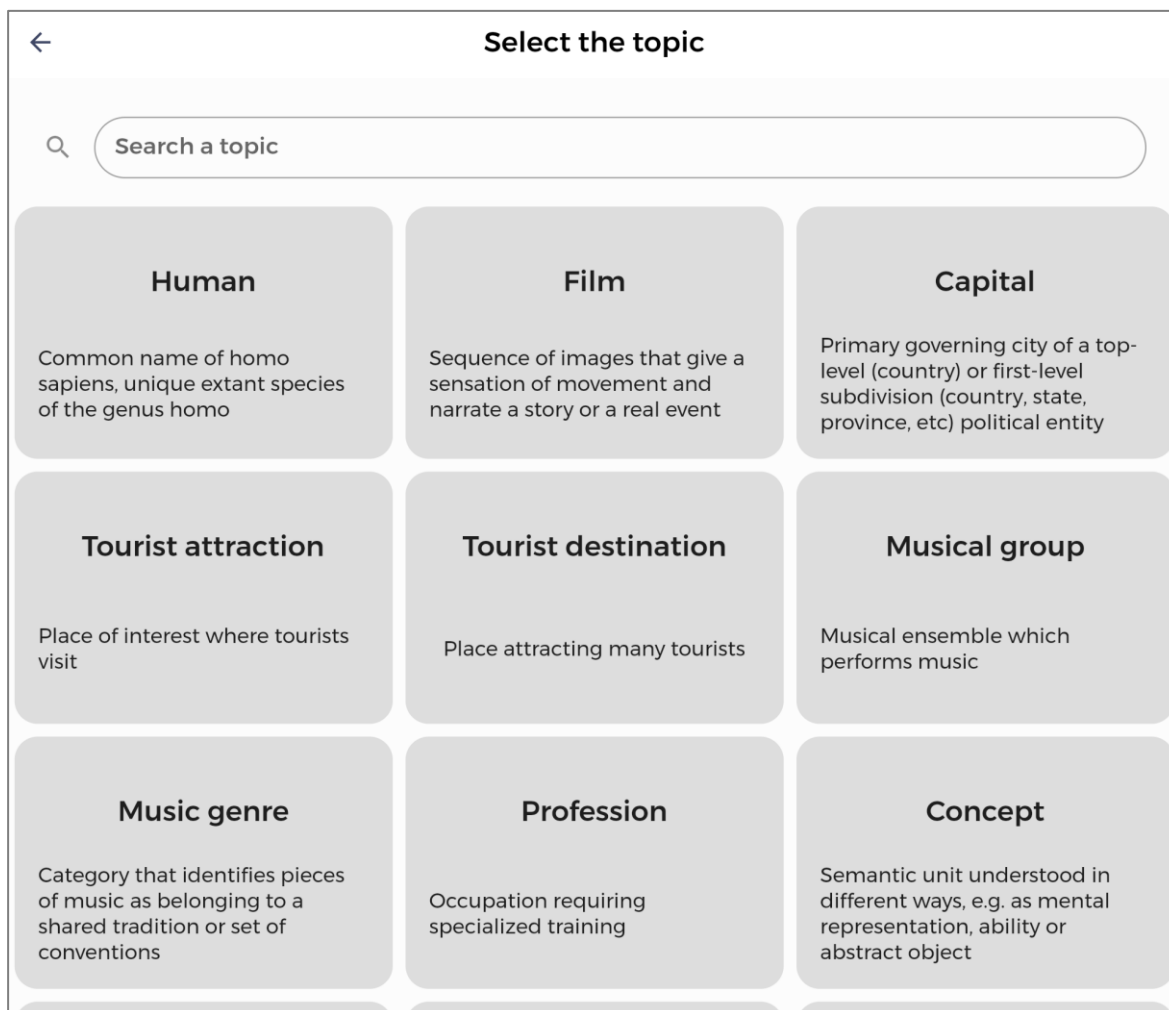 Select the topic
Search a topic
Human
Common name of homo
sapiens, unique extant species
of the genus homo
Film
Sequence of images that give a
sensation of movement and
narrate a story or a real event
Capital
Primary governing city of a top-
level (country) or first-level
subdivision (country, state,
province, etc) political entity
Tourist attraction
Place of interest where tourists
visit
Tourist destination
Place attracting many tourists
Musical group
Musical ensemble which
performs music
Music genre
Category that identifies pieces
of music as belonging to a
shared tradition or set of
conventions
Profession
Occupation requiring
specialized training
Concept
Semantic unit understood in
different ways, e.g. as mental
representation, ability or
abstract object